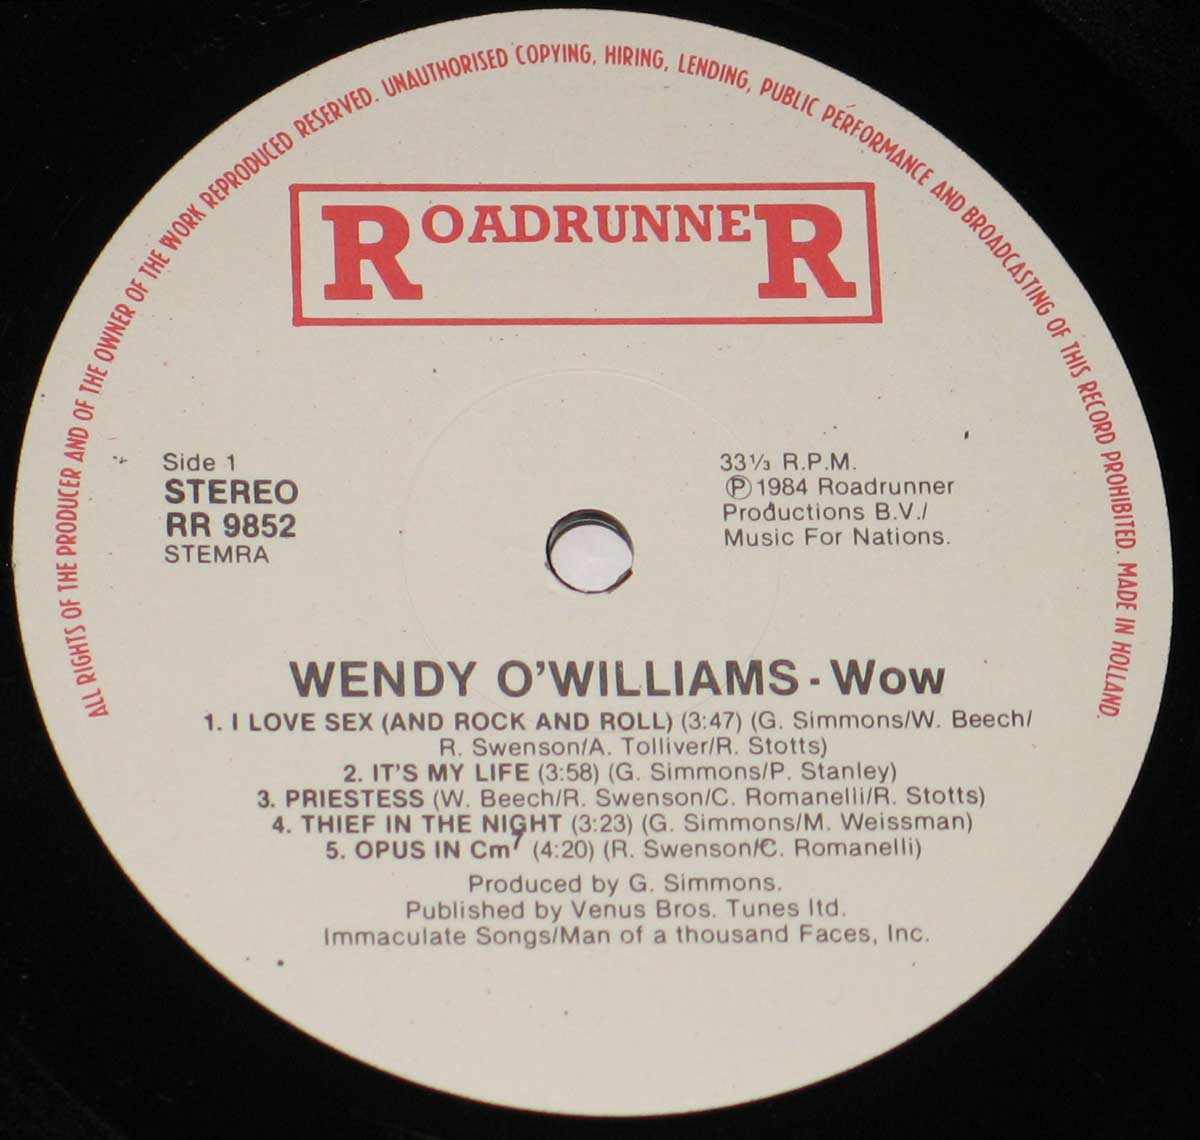 ALL RIGHTS OF THE PRODUCER AND OF THE OWNER OF THE WORK REPRODUCED RESERVED. UNAUTHORISED COPYING, HIRING, LENDING, PUBLIC PERFORMANCE AND BROADCASTING OF THIS RECORD PROHIBITED. MADE IN HOLLAND.
ROADRUNNER
Side 1
STEREO
RR 9852
STEMRA
33⅓ R.P.M.
℗ 1984 Roadrunner
Productions B.V./
Music For Nations.
WENDY O'WILLIAMS - Wow
1. I LOVE SEX (AND ROCK AND ROLL) (3:47) (G. Simmons/W. Beech/
R. Swenson/A. Tolliver/R. Stotts)
2. IT'S MY LIFE (3:58) (G. Simmons/P. Stanley)
3. PRIESTESS (W. Beech/R. Swenson/C. Romanelli/R. Stotts)
4. THIEF IN THE NIGHT (3:23) (G. Simmons/M. Weissman)
5. OPUS IN Cm⁷ (4:20) (R. Swenson/C. Romanelli)
Produced by G. Simmons.
Published by Venus Bros. Tunes ltd.
Immaculate Songs/Man of a thousand Faces, Inc.